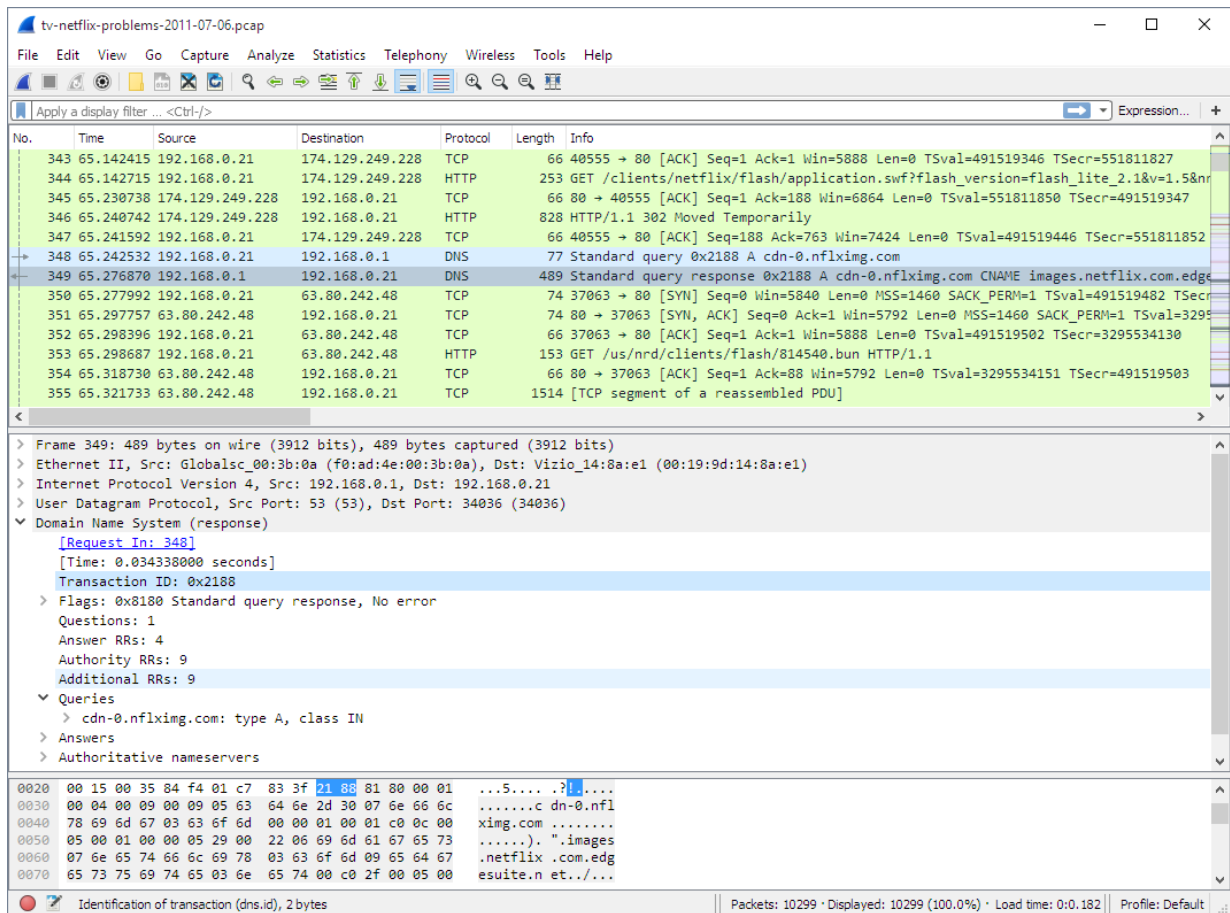 tv-netflix-problems-2011-07-06.pcap
File Edit View Go Capture Analyze Statistics Telephony Wireless Tools Help
Apply a display filter ... <Ctrl-/> Expression... +
No. Time Source Destination Protocol Length Info
343 65.142415 192.168.0.21 174.129.249.228 TCP 66 40555 → 80 [ACK] Seq=1 Ack=1 Win=5888 Len=0 TSval=491519346 TSecr=551811827
344 65.142715 192.168.0.21 174.129.249.228 HTTP 253 GET /clients/netflix/flash/application.swf?flash_version=flash_lite_2.1&v=1.5&nr
345 65.230738 174.129.249.228 192.168.0.21 TCP 66 80 → 40555 [ACK] Seq=1 Ack=188 Win=6864 Len=0 TSval=551811850 TSecr=491519347
346 65.240742 174.129.249.228 192.168.0.21 HTTP 828 HTTP/1.1 302 Moved Temporarily
347 65.241592 192.168.0.21 174.129.249.228 TCP 66 40555 → 80 [ACK] Seq=188 Ack=763 Win=7424 Len=0 TSval=491519446 TSecr=551811852
348 65.242532 192.168.0.21 192.168.0.1 DNS 77 Standard query 0x2188 A cdn-0.nflximg.com
349 65.276870 192.168.0.1 192.168.0.21 DNS 489 Standard query response 0x2188 A cdn-0.nflximg.com CNAME images.netflix.com.edge
350 65.277992 192.168.0.21 63.80.242.48 TCP 74 37063 → 80 [SYN] Seq=0 Win=5840 Len=0 MSS=1460 SACK_PERM=1 TSval=491519482 TSecr
351 65.297757 63.80.242.48 192.168.0.21 TCP 74 80 → 37063 [SYN, ACK] Seq=0 Ack=1 Win=5792 Len=0 MSS=1460 SACK_PERM=1 TSval=3295
352 65.298396 192.168.0.21 63.80.242.48 TCP 66 37063 → 80 [ACK] Seq=1 Ack=1 Win=5888 Len=0 TSval=491519502 TSecr=3295534130
353 65.298687 192.168.0.21 63.80.242.48 HTTP 153 GET /us/nrd/clients/flash/814540.bun HTTP/1.1
354 65.318730 63.80.242.48 192.168.0.21 TCP 66 80 → 37063 [ACK] Seq=1 Ack=88 Win=5792 Len=0 TSval=3295534151 TSecr=491519503
355 65.321733 63.80.242.48 192.168.0.21 TCP 1514 [TCP segment of a reassembled PDU]
Frame 349: 489 bytes on wire (3912 bits), 489 bytes captured (3912 bits)
Ethernet II, Src: Globalsc_00:3b:0a (f0:ad:4e:00:3b:0a), Dst: Vizio_14:8a:e1 (00:19:9d:14:8a:e1)
Internet Protocol Version 4, Src: 192.168.0.1, Dst: 192.168.0.21
User Datagram Protocol, Src Port: 53 (53), Dst Port: 34036 (34036)
Domain Name System (response)
[Request In: 348]
[Time: 0.034338000 seconds]
Transaction ID: 0x2188
Flags: 0x8180 Standard query response, No error
Questions: 1
Answer RRs: 4
Authority RRs: 9
Additional RRs: 9
Queries
cdn-0.nflximg.com: type A, class IN
Answers
Authoritative nameservers
0020 00 15 00 35 84 f4 01 c7 83 3f 21 88 81 80 00 01 ...5.... .?!.....
0030 00 04 00 09 00 09 05 63 64 6e 2d 30 07 6e 66 6c .......c dn-0.nfl
0040 78 69 6d 67 03 63 6f 6d 00 00 01 00 01 c0 0c 00 ximg.com ........
0050 05 00 01 00 00 05 29 00 22 06 69 6d 61 67 65 73 ......). ".images
0060 07 6e 65 74 66 6c 69 78 03 63 6f 6d 09 65 64 67 .netflix .com.edg
0070 65 73 75 69 74 65 03 6e 65 74 00 c0 2f 00 05 00 esuite.n et../...
Identification of transaction (dns.id), 2 bytes Packets: 10299 · Displayed: 10299 (100.0%) · Load time: 0:0.182 Profile: Default